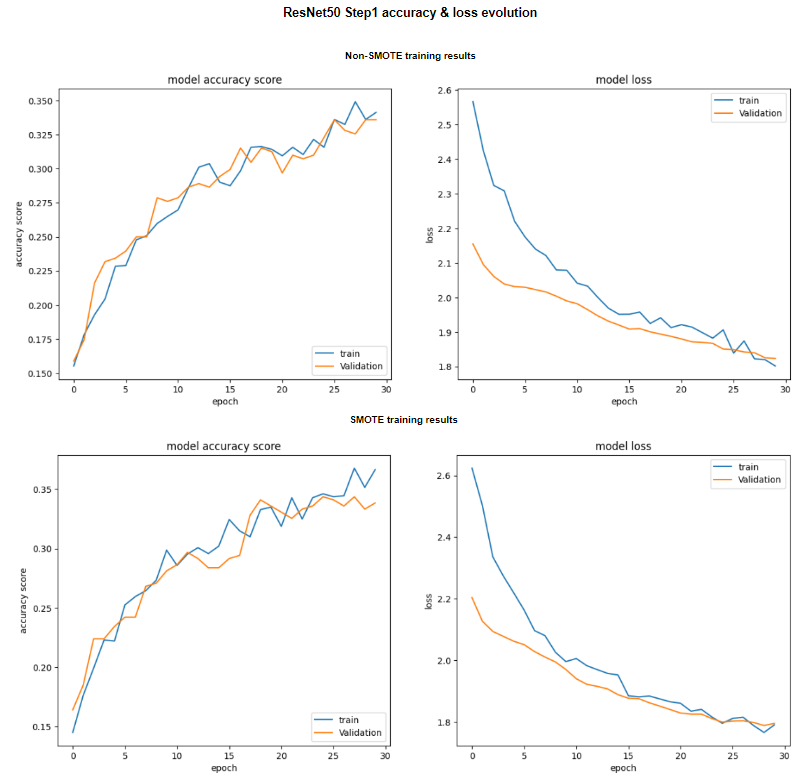 ResNet50 Step1 accuracy & loss evolution
Non-SMOTE training results
model accuracy score
accuracy score
0.350
0.325
0.300
0.275
0.250
0.225
0.200
0.175
0.150
0 5 10 15 20 25 30
epoch
train
Validation
model loss
loss
2.6
2.5
2.4
2.3
2.2
2.1
2.0
1.9
1.8
0 5 10 15 20 25 30
epoch
train
Validation
SMOTE training results
model accuracy score
accuracy score
0.35
0.30
0.25
0.20
0.15
0 5 10 15 20 25 30
epoch
train
Validation
model loss
loss
2.6
2.4
2.2
2.0
1.8
0 5 10 15 20 25 30
epoch
train
Validation